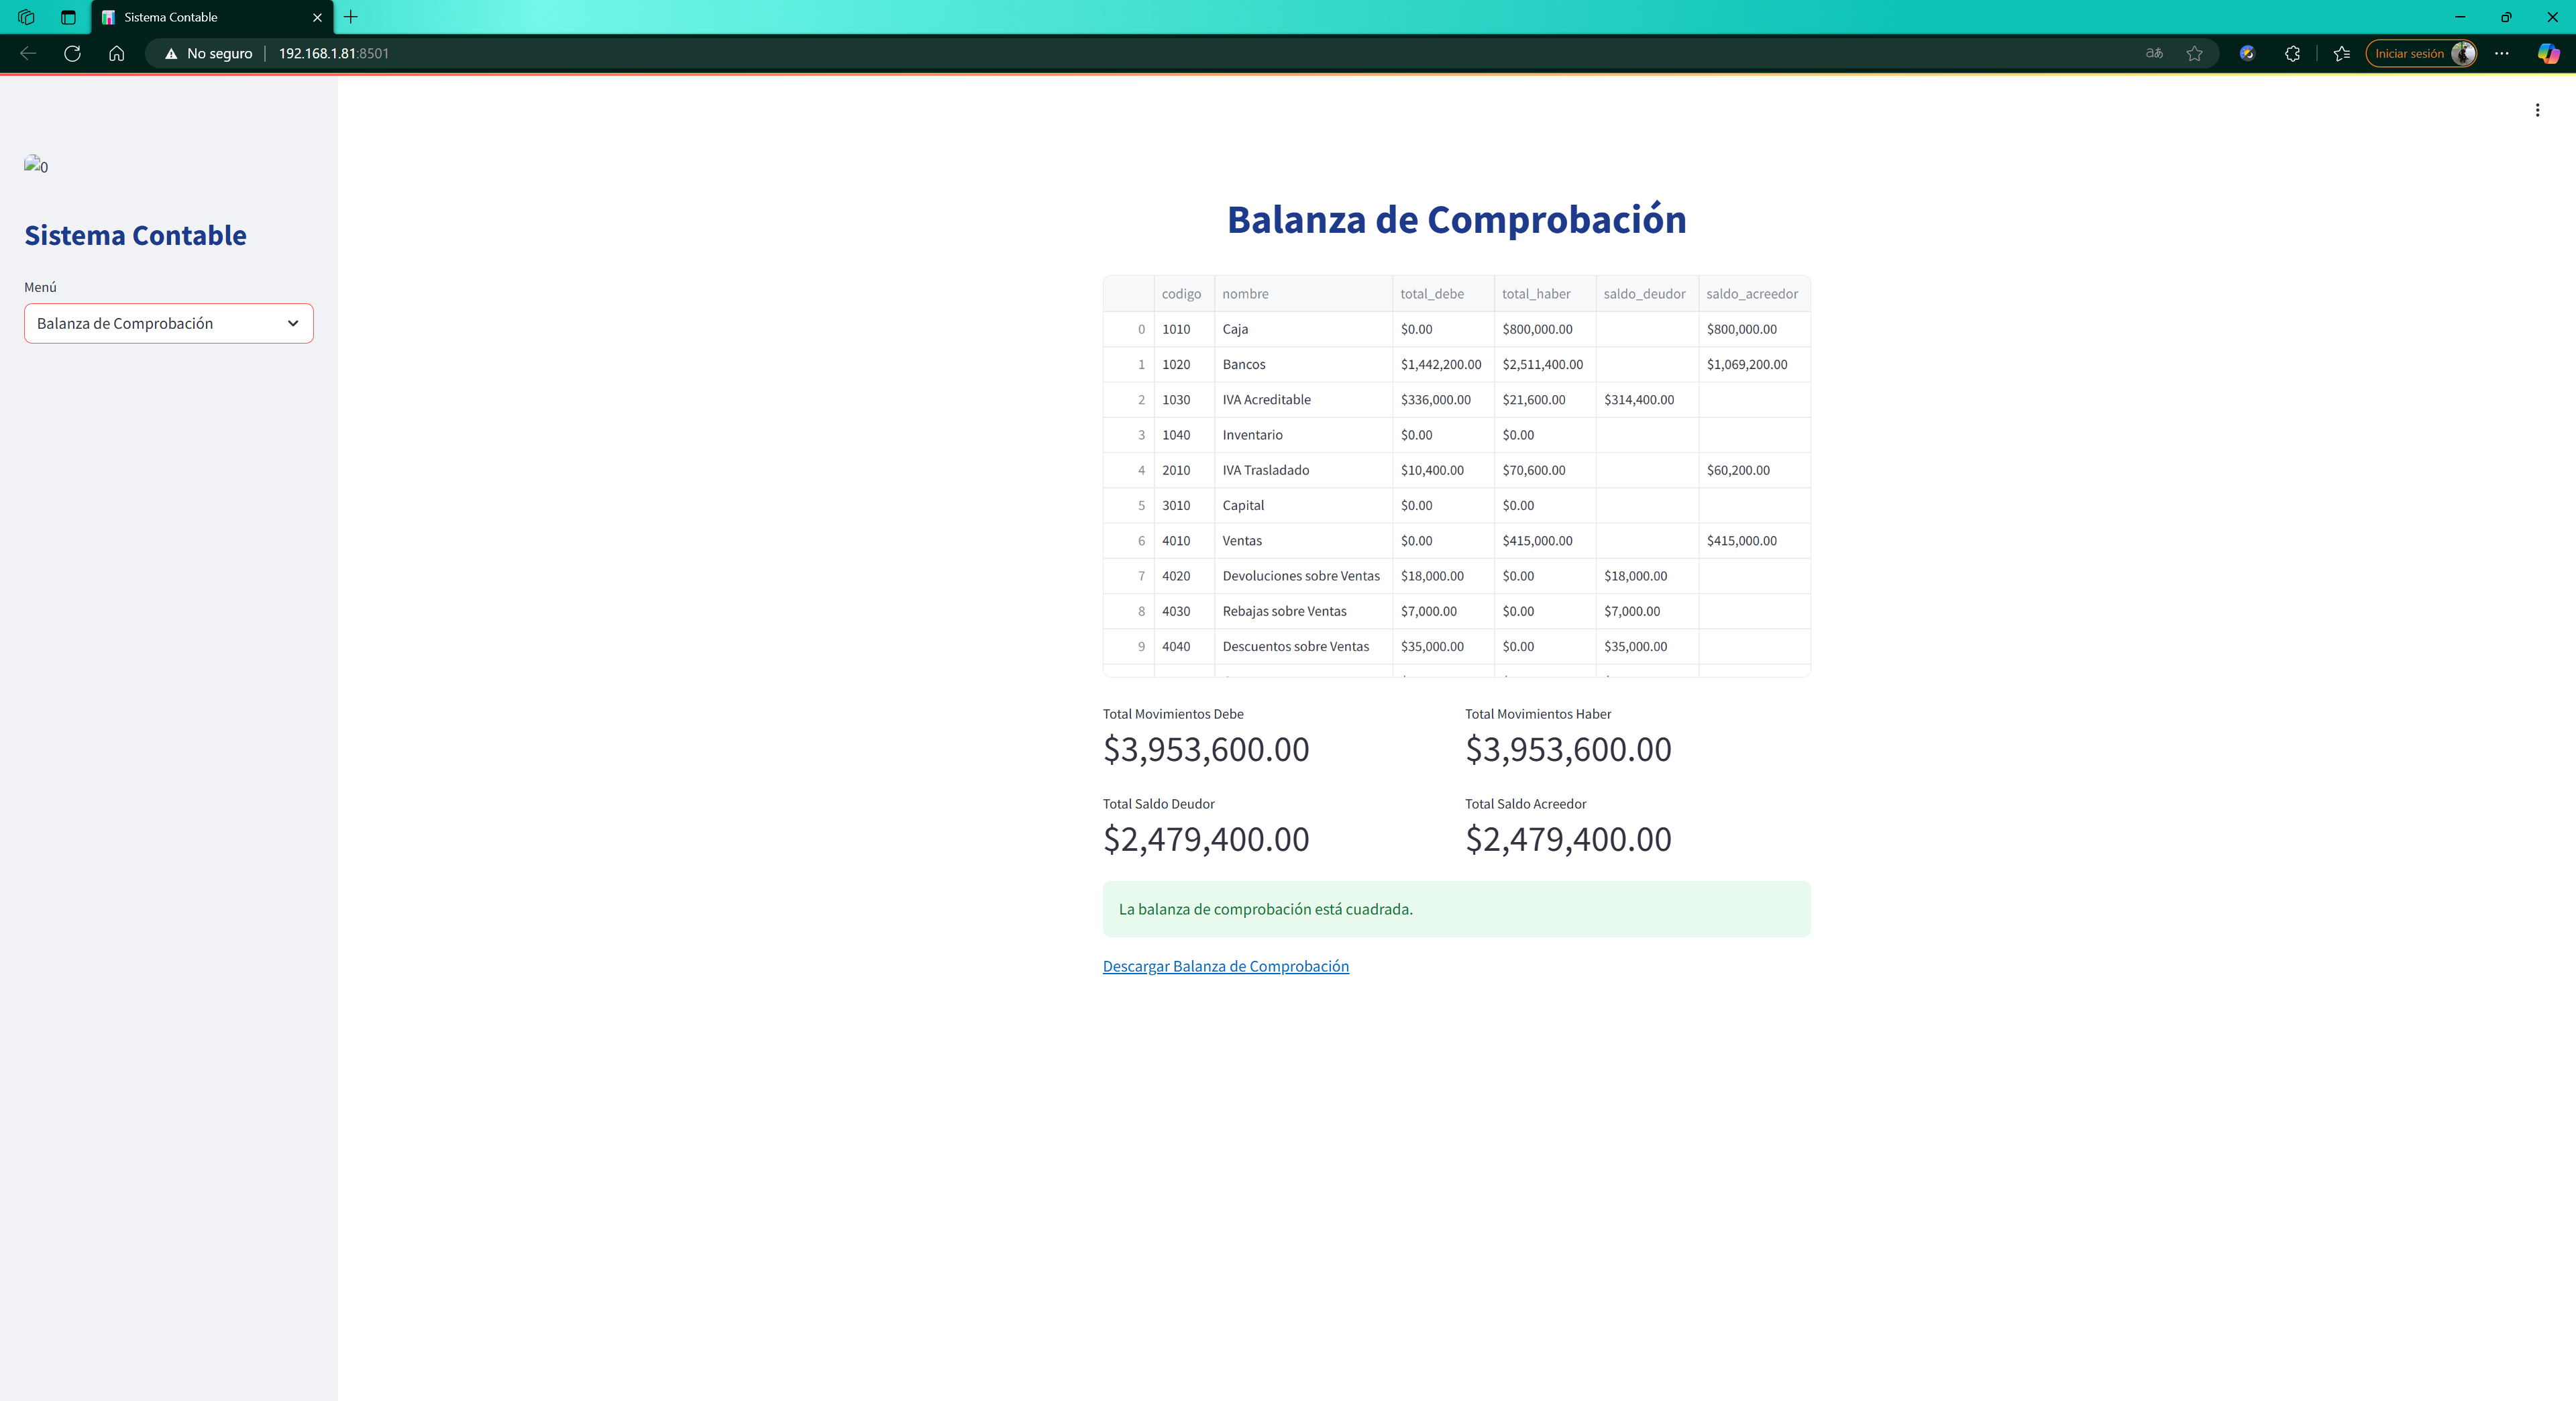 Sistema Contable
No seguro 192.168.1.81:8501 Iniciar sesión
0
Sistema Contable
Menú
Balanza de Comprobación
Balanza de Comprobación
codigo nombre total_debe total_haber saldo_deudor saldo_acreedor
0 1010 Caja $0.00 $800,000.00 $800,000.00
1 1020 Bancos $1,442,200.00 $2,511,400.00 $1,069,200.00
2 1030 IVA Acreditable $336,000.00 $21,600.00 $314,400.00
3 1040 Inventario $0.00 $0.00
4 2010 IVA Trasladado $10,400.00 $70,600.00 $60,200.00
5 3010 Capital $0.00 $0.00
6 4010 Ventas $0.00 $415,000.00 $415,000.00
7 4020 Devoluciones sobre Ventas $18,000.00 $0.00 $18,000.00
8 4030 Rebajas sobre Ventas $7,000.00 $0.00 $7,000.00
9 4040 Descuentos sobre Ventas $35,000.00 $0.00 $35,000.00
Total Movimientos Debe Total Movimientos Haber
$3,953,600.00 $3,953,600.00
Total Saldo Deudor Total Saldo Acreedor
$2,479,400.00 $2,479,400.00
La balanza de comprobación está cuadrada.
Descargar Balanza de Comprobación